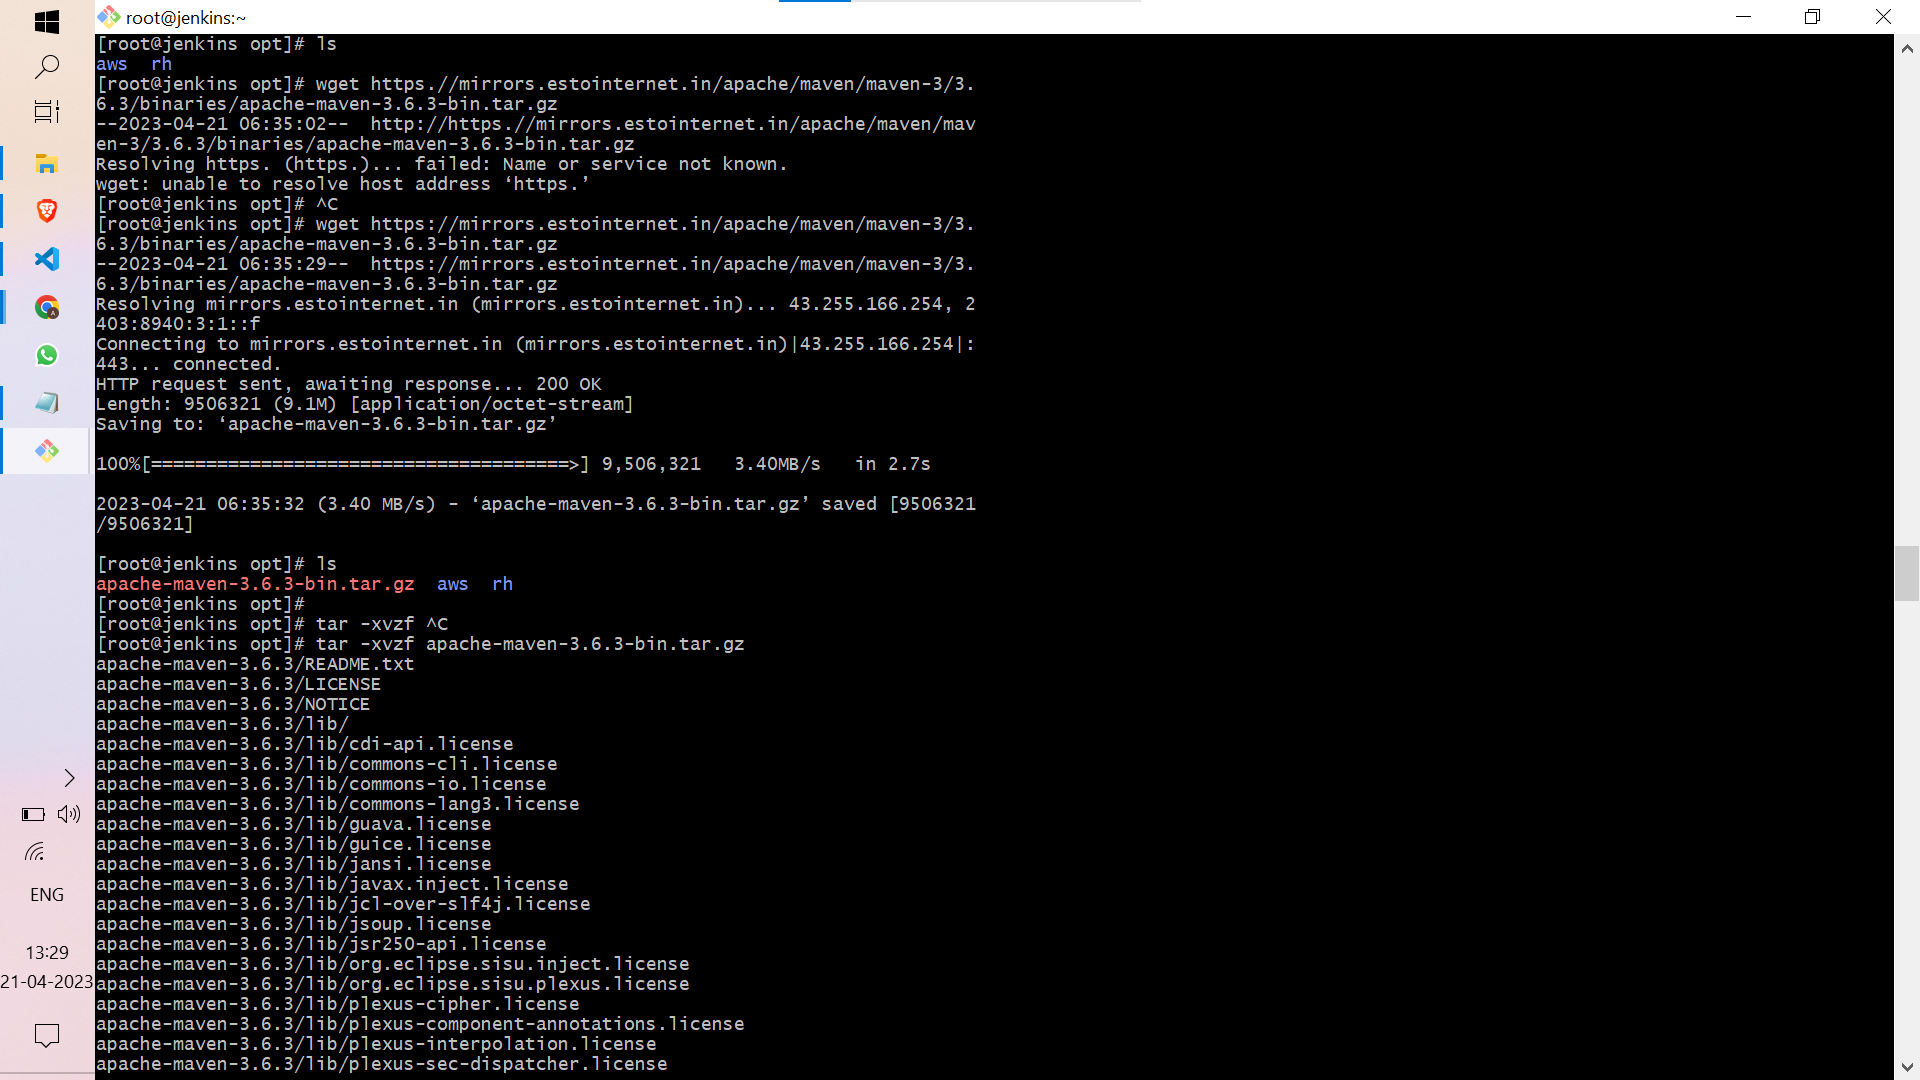 root@jenkins:~
[root@jenkins opt]# ls
aws  rh
[root@jenkins opt]# wget https.//mirrors.estointernet.in/apache/maven/maven-3/3.
6.3/binaries/apache-maven-3.6.3-bin.tar.gz
--2023-04-21 06:35:02--  http://https.//mirrors.estointernet.in/apache/maven/mav
en-3/3.6.3/binaries/apache-maven-3.6.3-bin.tar.gz
Resolving https. (https.)... failed: Name or service not known.
wget: unable to resolve host address ‘https.’
[root@jenkins opt]# ^C
[root@jenkins opt]# wget https://mirrors.estointernet.in/apache/maven/maven-3/3.
6.3/binaries/apache-maven-3.6.3-bin.tar.gz
--2023-04-21 06:35:29--  https://mirrors.estointernet.in/apache/maven/maven-3/3.
6.3/binaries/apache-maven-3.6.3-bin.tar.gz
Resolving mirrors.estointernet.in (mirrors.estointernet.in)... 43.255.166.254, 2
403:8940:3:1::f
Connecting to mirrors.estointernet.in (mirrors.estointernet.in)|43.255.166.254|:
443... connected.
HTTP request sent, awaiting response... 200 OK
Length: 9506321 (9.1M) [application/octet-stream]
Saving to: ‘apache-maven-3.6.3-bin.tar.gz’
100%[======================================>] 9,506,321   3.40MB/s   in 2.7s
2023-04-21 06:35:32 (3.40 MB/s) - ‘apache-maven-3.6.3-bin.tar.gz’ saved [9506321
/9506321]
[root@jenkins opt]# ls
apache-maven-3.6.3-bin.tar.gz  aws  rh
[root@jenkins opt]#
[root@jenkins opt]# tar -xvzf ^C
[root@jenkins opt]# tar -xvzf apache-maven-3.6.3-bin.tar.gz
apache-maven-3.6.3/README.txt
apache-maven-3.6.3/LICENSE
apache-maven-3.6.3/NOTICE
apache-maven-3.6.3/lib/
apache-maven-3.6.3/lib/cdi-api.license
apache-maven-3.6.3/lib/commons-cli.license
apache-maven-3.6.3/lib/commons-io.license
apache-maven-3.6.3/lib/commons-lang3.license
apache-maven-3.6.3/lib/guava.license
apache-maven-3.6.3/lib/guice.license
apache-maven-3.6.3/lib/jansi.license
apache-maven-3.6.3/lib/javax.inject.license
apache-maven-3.6.3/lib/jcl-over-slf4j.license
apache-maven-3.6.3/lib/jsoup.license
apache-maven-3.6.3/lib/jsr250-api.license
apache-maven-3.6.3/lib/org.eclipse.sisu.inject.license
apache-maven-3.6.3/lib/org.eclipse.sisu.plexus.license
apache-maven-3.6.3/lib/plexus-cipher.license
apache-maven-3.6.3/lib/plexus-component-annotations.license
apache-maven-3.6.3/lib/plexus-interpolation.license
apache-maven-3.6.3/lib/plexus-sec-dispatcher.license
ENG
13:29
21-04-2023